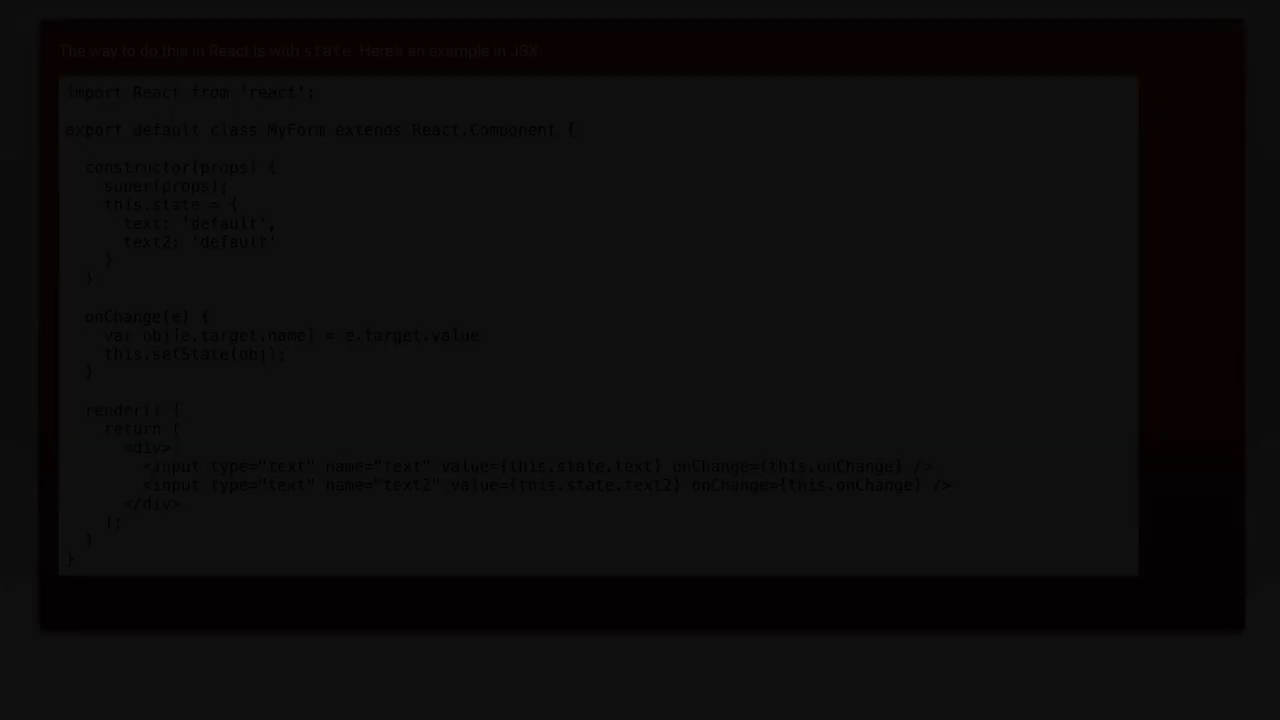 The way to do this in React is with state. Here's an example in JSX:
import React from 'react';
export default class MyForm extends React.Component {
constructor(props) {
super(props);
this.state = {
text: 'default',
text2: 'default'
}
}
onChange(e) {
var obj[e.target.name] = e.target.value
this.setState(obj);
}
render() {
return (
<div>
<input type="text" name="text" value={this.state.text} onChange={this.onChange} />
<input type="text" name="text2" value={this.state.text2} onChange={this.onChange} />
</div>
);
}
}